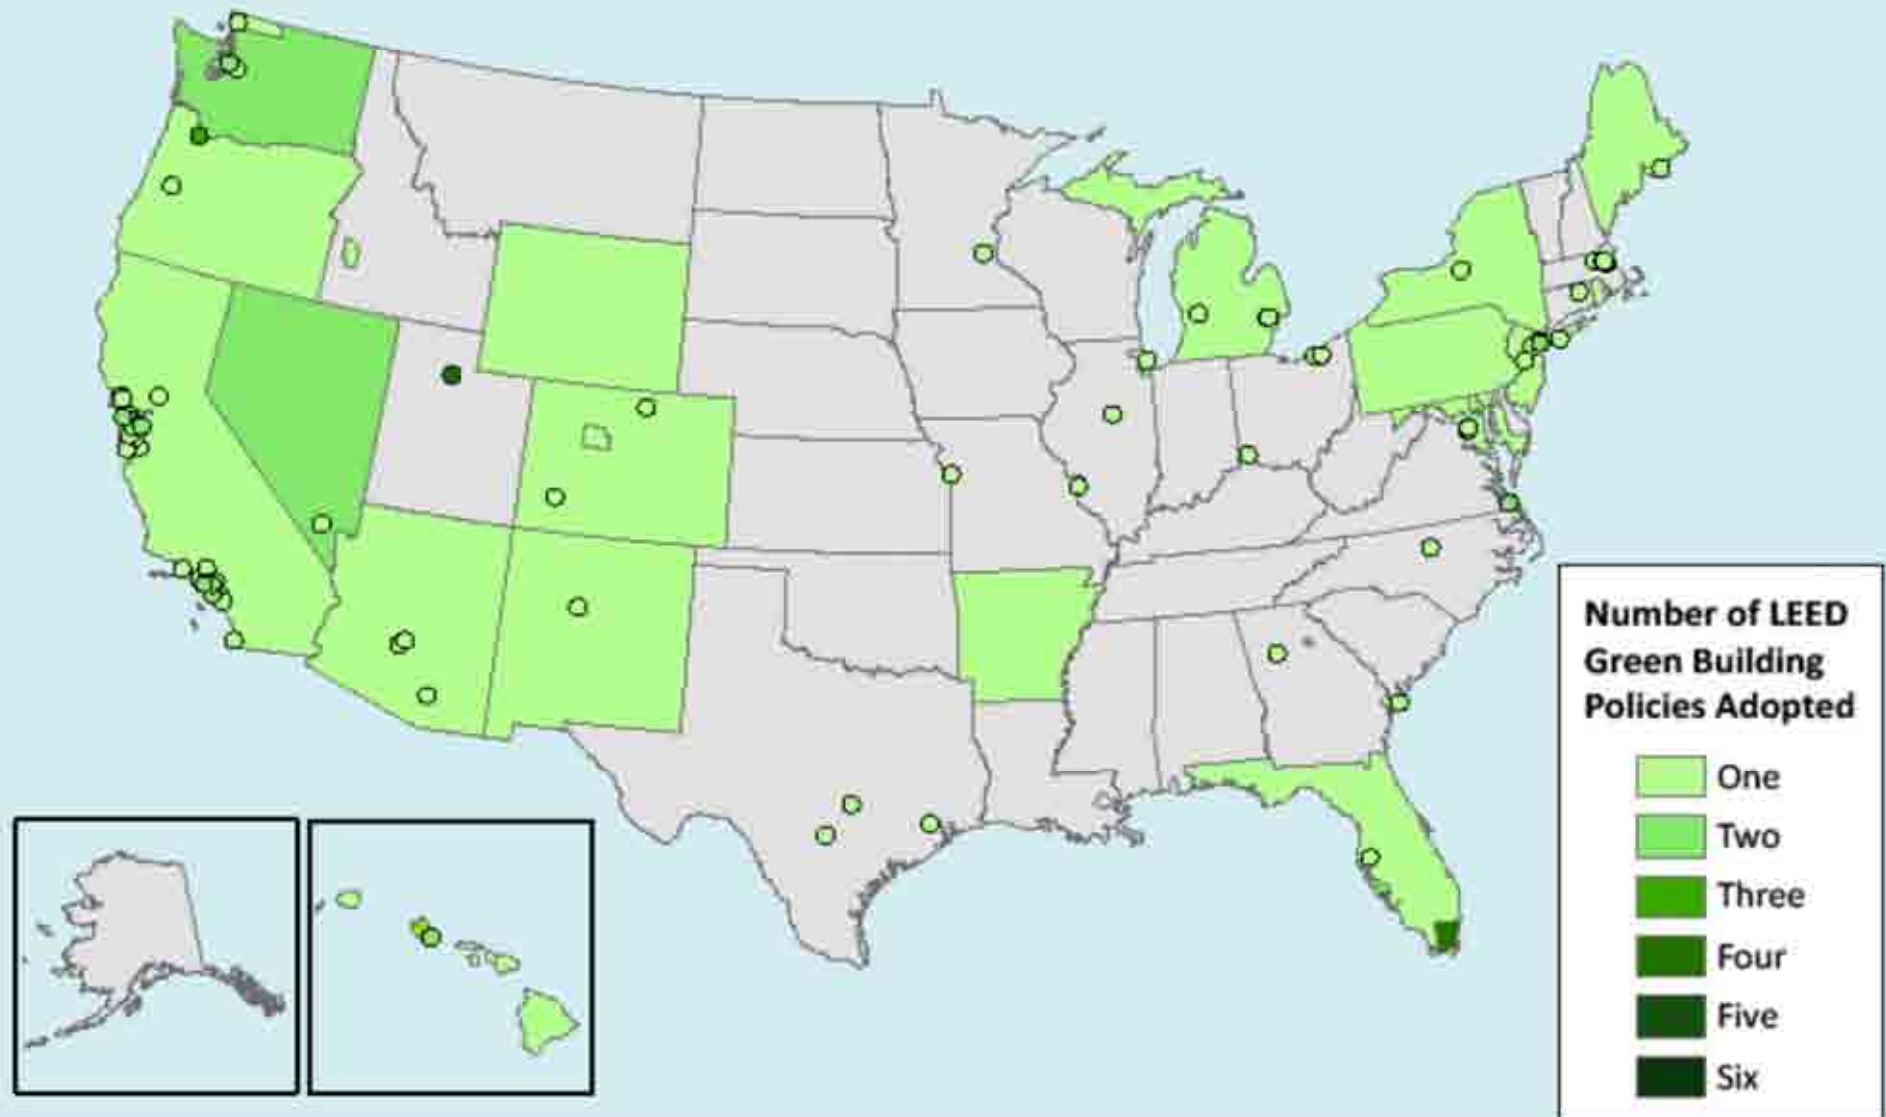 Number of LEED
Green Building
Policies Adopted
One
Two
Three
Four
Five
Six